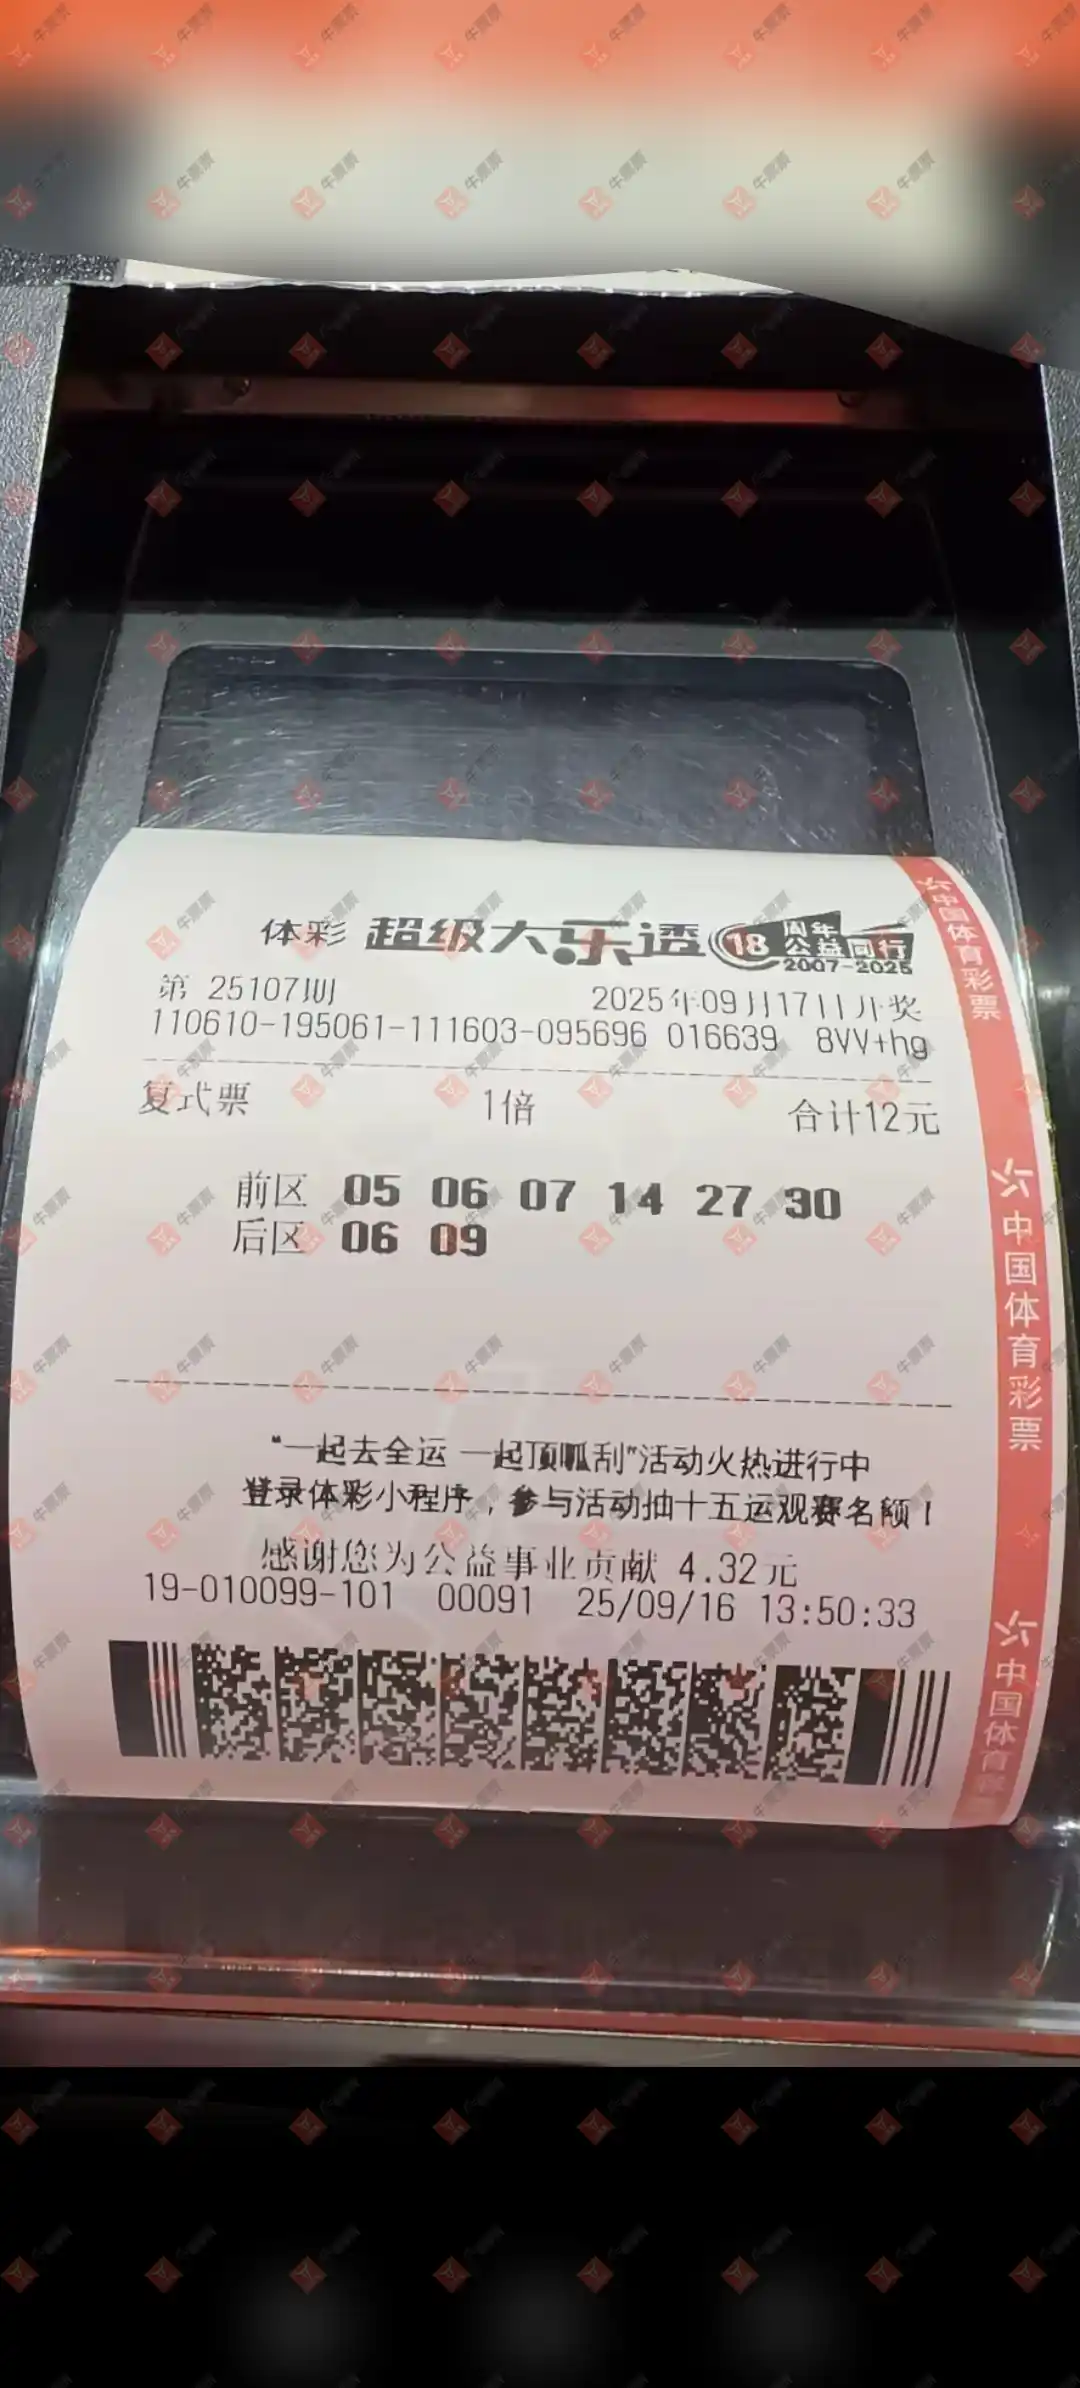 体彩 超级大乐透 18 周年 公益同行 2007-2025
第 25107期 2025年09月17日开奖
110610-195061-111603-095696 016639 8VV+hg
复式票 1倍 合计12元
前区 05 06 07 14 27 30
后区 06 09
“一起去全运 一起顶呱刮”活动火热进行中
登录体彩小程序，参与活动抽十五运观赛名额！
感谢您为公益事业贡献 4.32元
19-010099-101 00091 25/09/16 13:50:33
中国体育彩票
中国体育彩票
中国体育彩票
牛票票